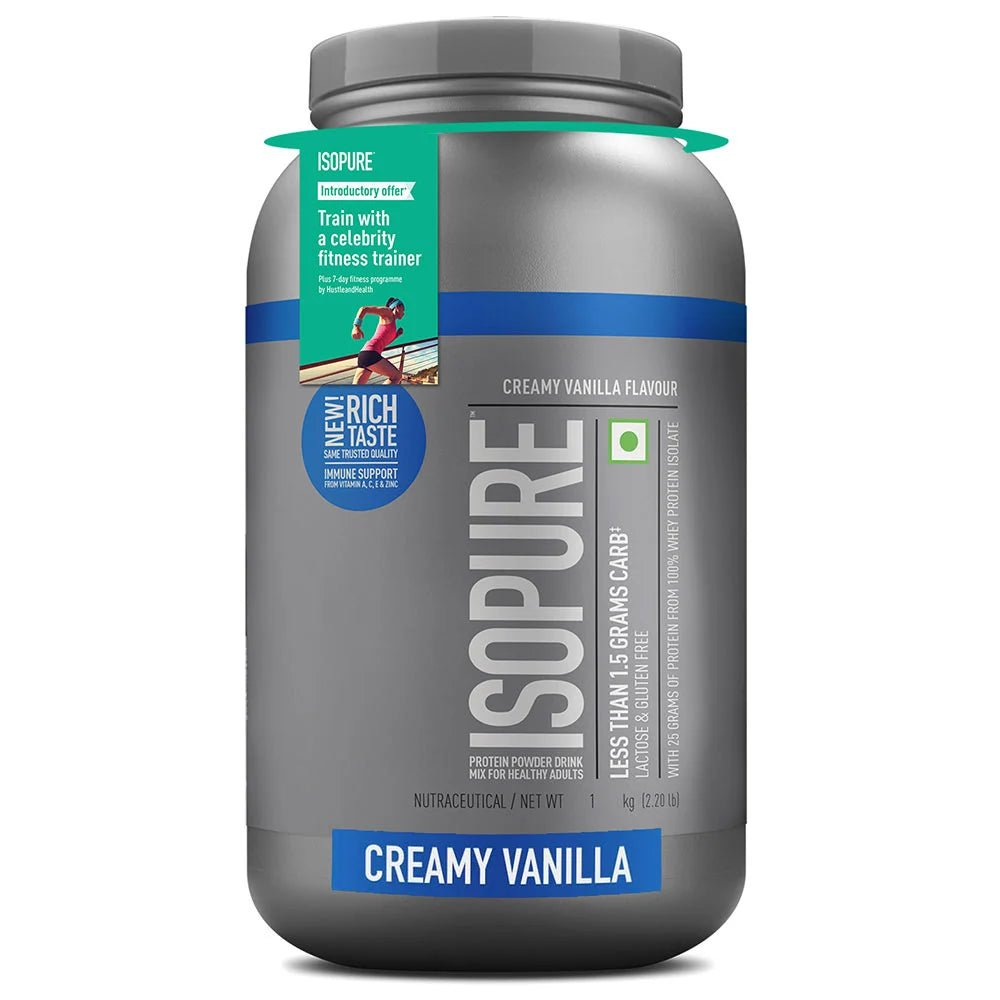 ISOPURE™
Introductory offer*
Train with
a celebrity
fitness trainer
Plus 7-day fitness programme
by HustleandHealth
NEW! RICH
TASTE
SAME TRUSTED QUALITY
IMMUNE SUPPORT
FROM VITAMIN A, C, E & ZINC
CREAMY VANILLA FLAVOUR
ISOPURE™
PROTEIN POWDER DRINK
MIX FOR HEALTHY ADULTS
LESS THAN 1.5 GRAMS CARB‡
LACTOSE & GLUTEN FREE
WITH 25 GRAMS OF PROTEIN FROM 100% WHEY PROTEIN ISOLATE
NUTRACEUTICAL / NET WT 1 kg (2.20 lb)
CREAMY VANILLA